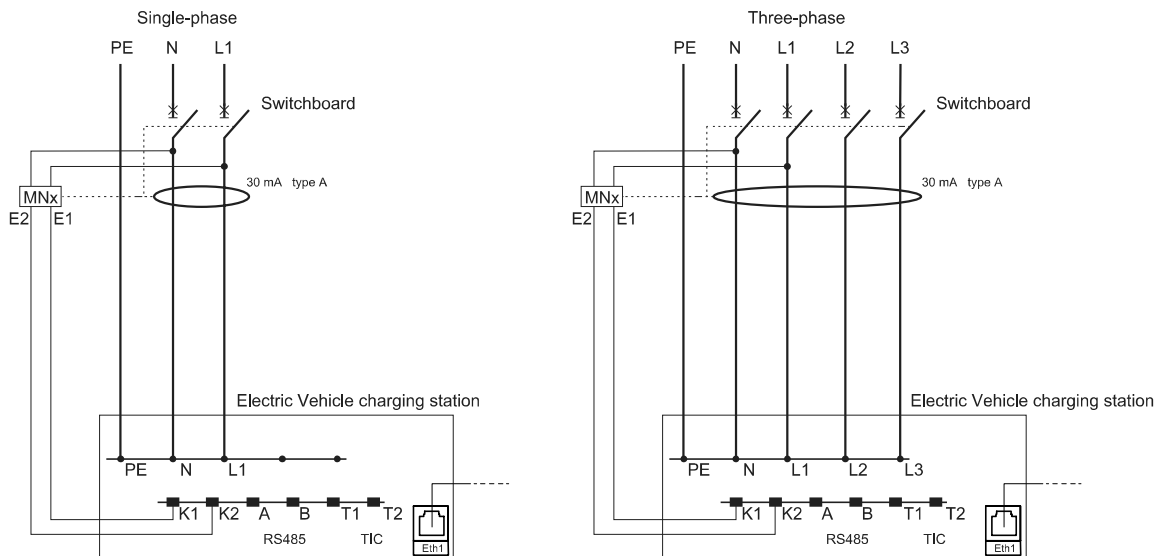 Single-phase
PE N L1
Switchboard
30 mA type A
MNx
E2 E1
Electric Vehicle charging station
PE N L1
K1 K2 A B T1 T2
RS485 TIC
Eth1
Three-phase
PE N L1 L2 L3
Switchboard
30 mA type A
MNx
E2 E1
Electric Vehicle charging station
PE N L1 L2 L3
K1 K2 A B T1 T2
RS485 TIC
Eth1